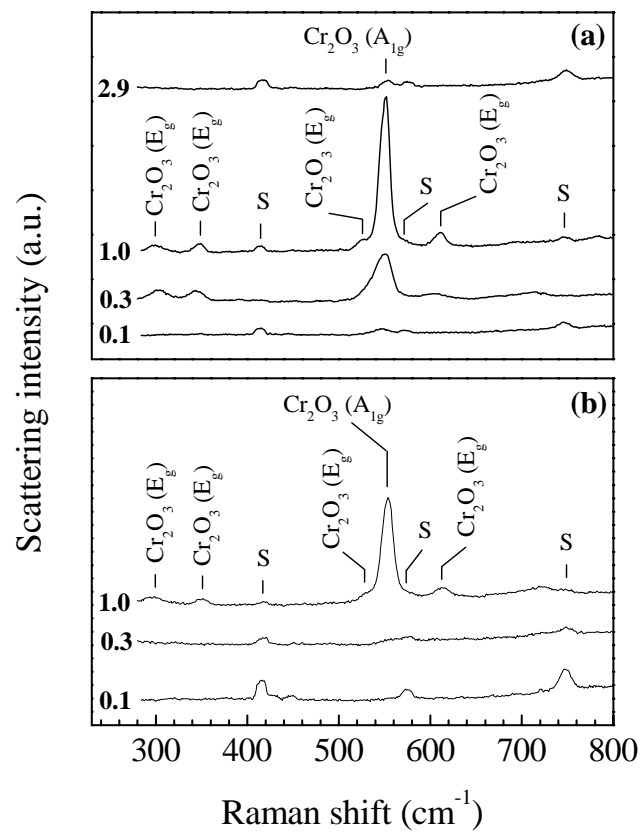 Cr₂O₃ (A₁g)
(a)
2.9
Cr₂O₃ (Eg)
Cr₂O₃ (Eg)
S
Cr₂O₃ (Eg)
S
Cr₂O₃ (Eg)
S
1.0
0.3
0.1
Cr₂O₃ (A₁g)
(b)
Cr₂O₃ (Eg)
Cr₂O₃ (Eg)
S
Cr₂O₃ (Eg)
S
Cr₂O₃ (Eg)
S
1.0
0.3
0.1
300 400 500 600 700 800
Raman shift (cm⁻¹)
Scattering intensity (a.u.)